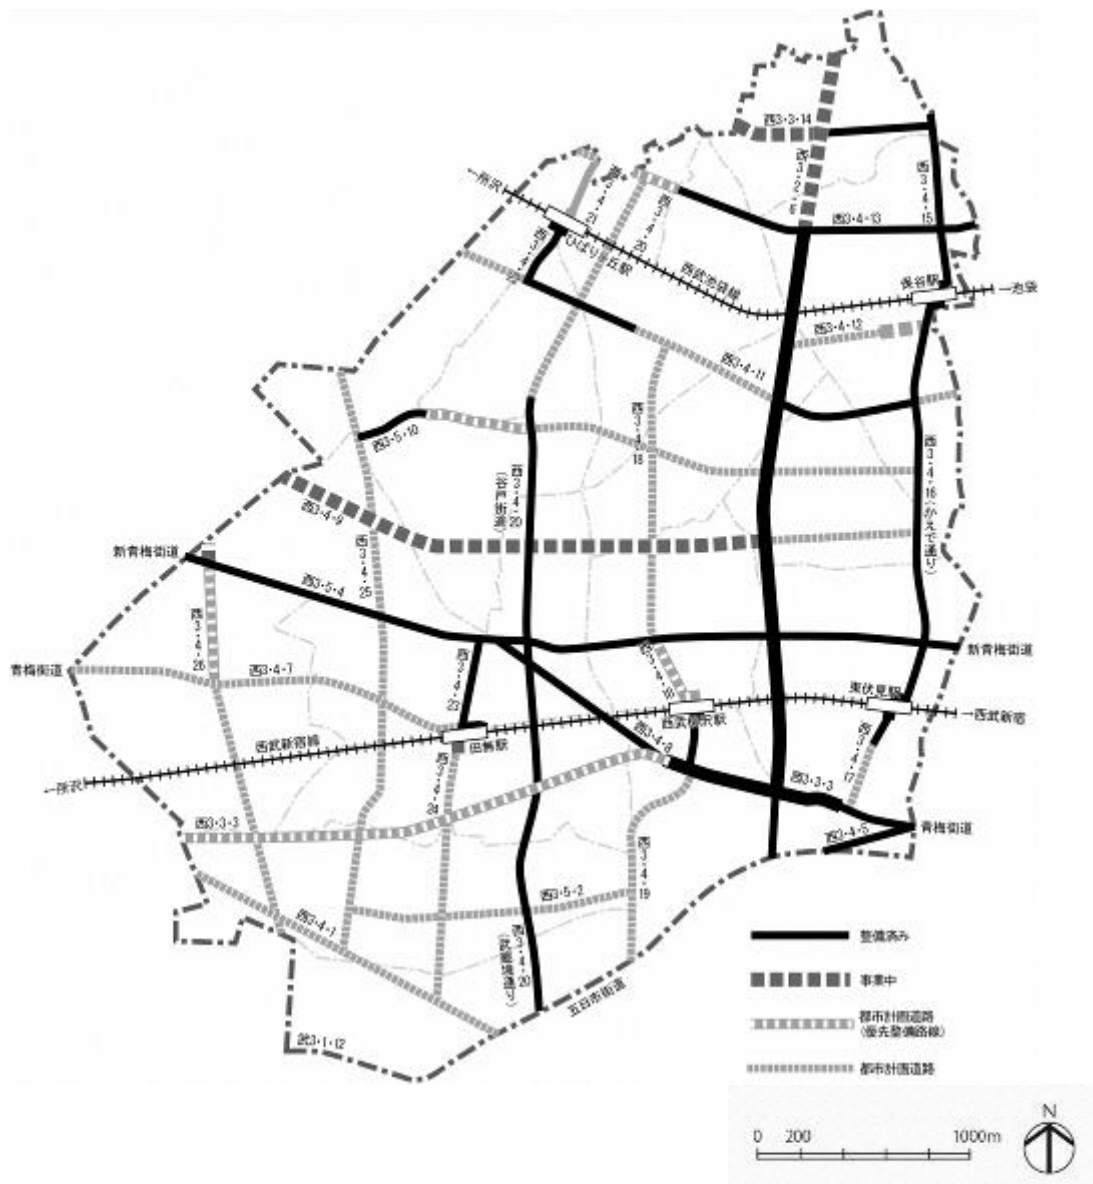 西3・3・14
西3・2・6
西3・4・15
西3・4・13
←所沢
西3・4・21
西3・4・20
ひばりヶ丘駅
西武池袋線
保谷駅
→池袋
西3・4・12
西3・4・11
西3・5・10
西3・4・18
西3・4・20
(谷戸街道)
西3・4・16(かえで通り)
西3・4・9
新青梅街道
西3・4・25
西3・5・4
西3・4・26
青梅街道
西3・4・7
西3・4・23
新青梅街道
東伏見駅
→西武新宿
西武柳沢駅
西武新宿線
田無駅
西3・4・8
←所沢
西3・4・24
西3・3・3
西3・4・17
西3・3・3
西3・4・5
青梅街道
西3・4・19
西3・5・2
西3・4・1
西3・4・20
(武蔵境通り)
五日市街道
武3・1・12
整備済み
事業中
都市計画道路
(優先整備路線)
都市計画道路
N
0 200 1000m